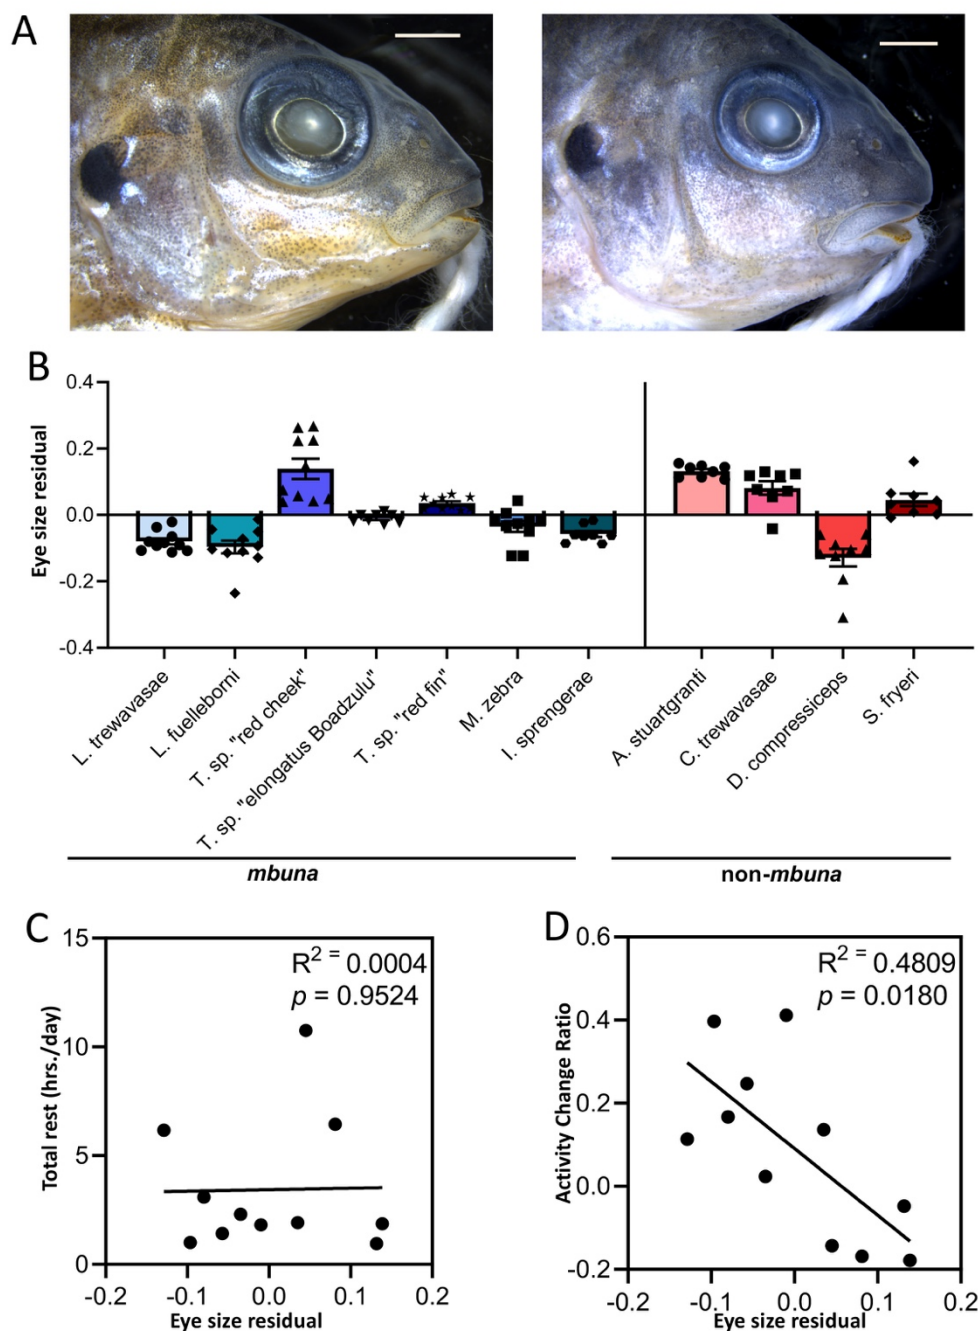 A
B
Eye size residual
0.4
0.2
0.0
-0.2
-0.4
L. trewavasae
L. fuelleborni
T. sp. "red cheek"
T. sp. "elongatus Boadzulu"
T. sp. "red fin"
M. zebra
I. sprengerae
A. stuartgranti
C. trewavasae
D. compressiceps
S. fryeri
mbuna
non-mbuna
C
Total rest (hrs./day)
15
10
5
0
R² = 0.0004
p = 0.9524
-0.2 -0.1 0.0 0.1 0.2
Eye size residual
D
Activity Change Ratio
0.6
0.4
0.2
0.0
-0.2
R² = 0.4809
p = 0.0180
-0.2 -0.1 0.0 0.1 0.2
Eye size residual